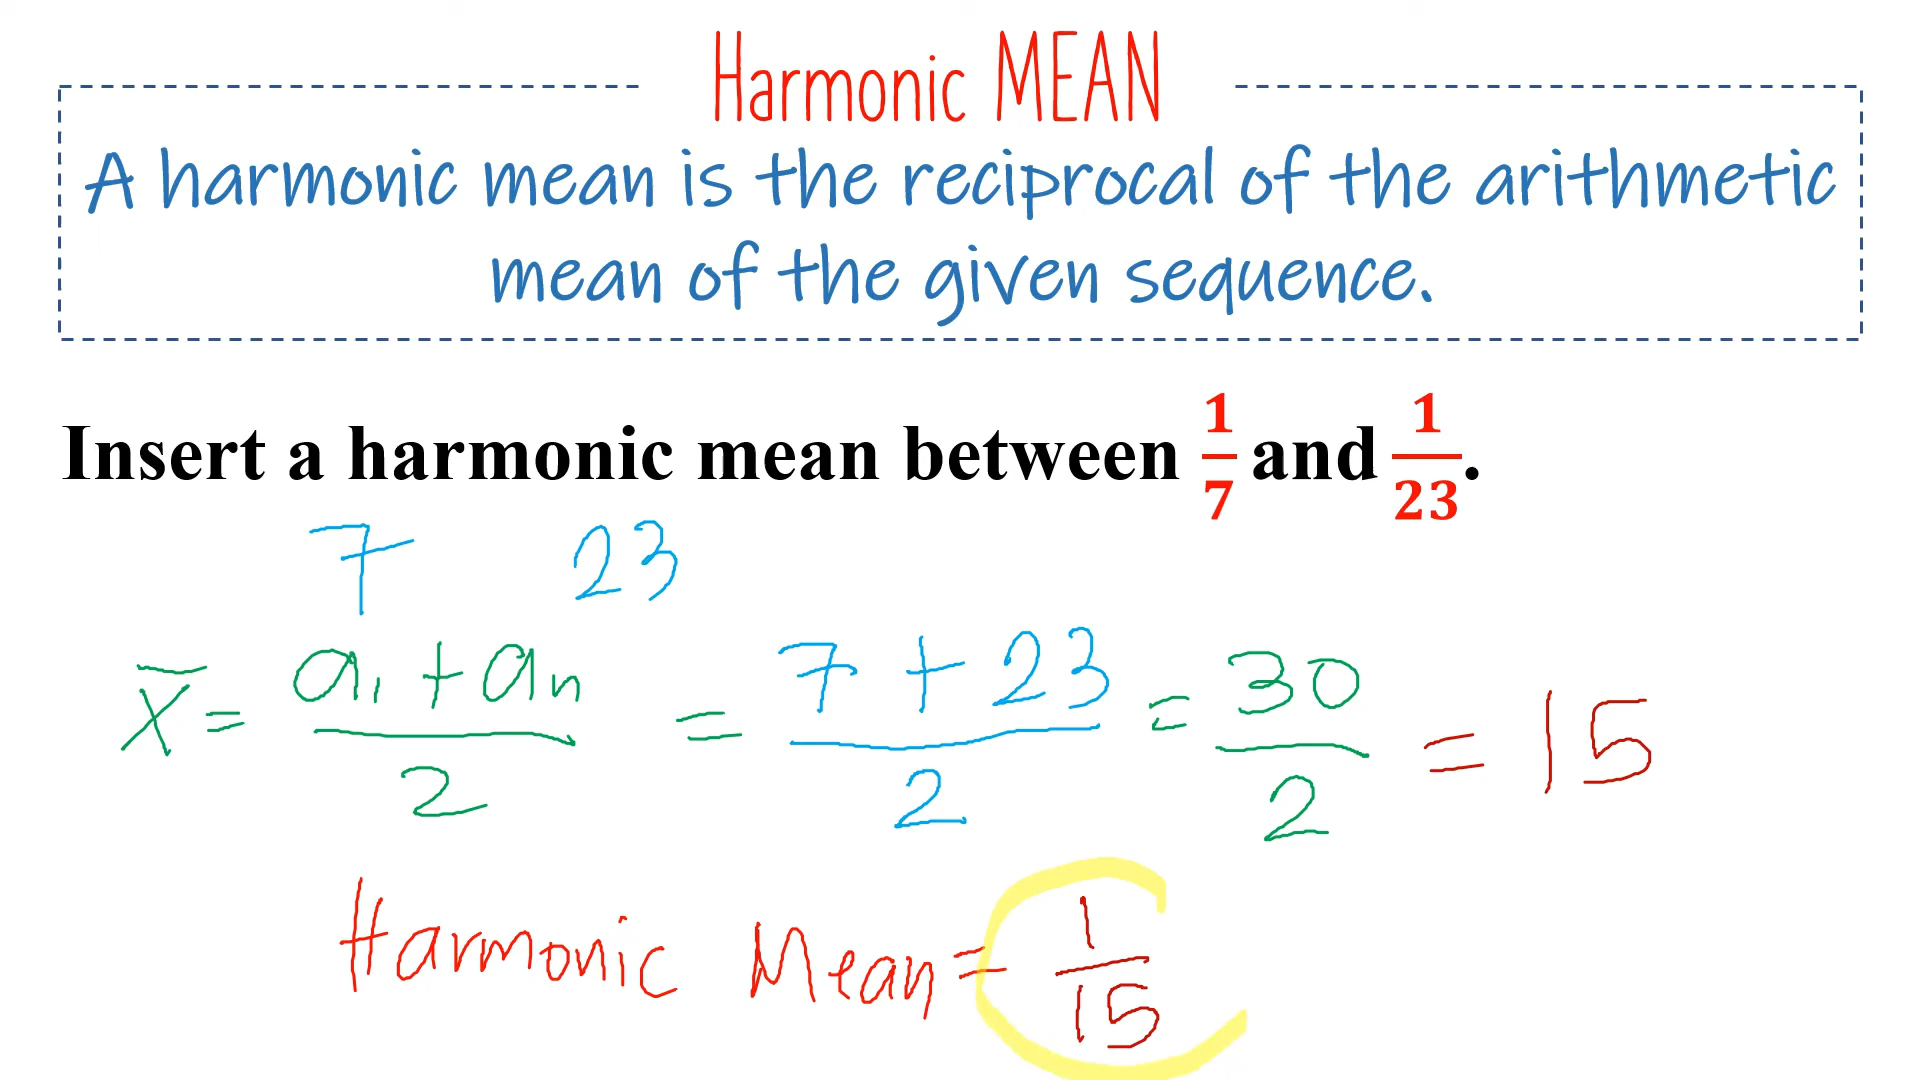 Harmonic MEAN
A harmonic mean is the reciprocal of the arithmetic
mean of the given sequence.
Insert a harmonic mean between 1/7 and 1/23.
7 23
x̄ = (a₁ + aₙ)/2 = (7 + 23)/2 = 30/2 = 15
Harmonic Mean = 1/15